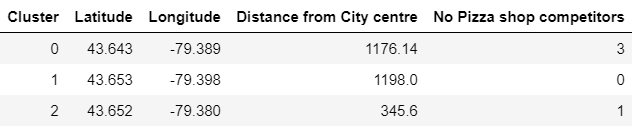 Cluster Latitude Longitude Distance from City centre No Pizza shop competitors
0 43.643 -79.389 1176.14 3
1 43.653 -79.398 1198.0 0
2 43.652 -79.380 345.6 1